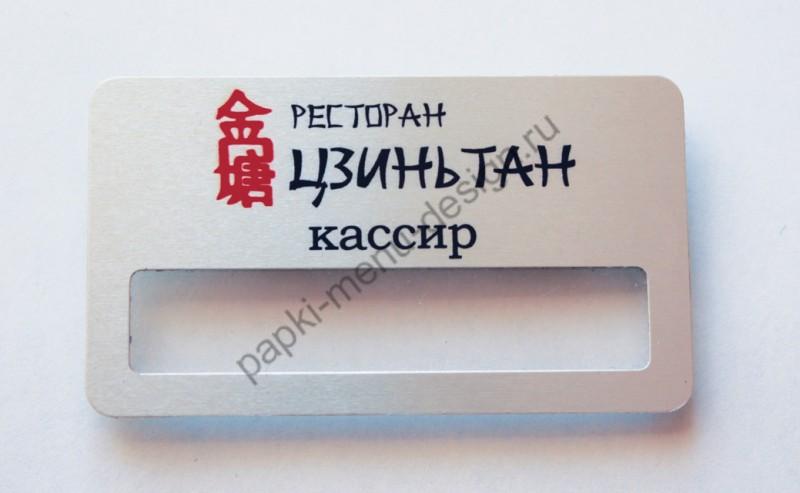 金塘
РЕСТОРАН
ЦЗИНЬТАН
кассир
papki-menu-design.ru